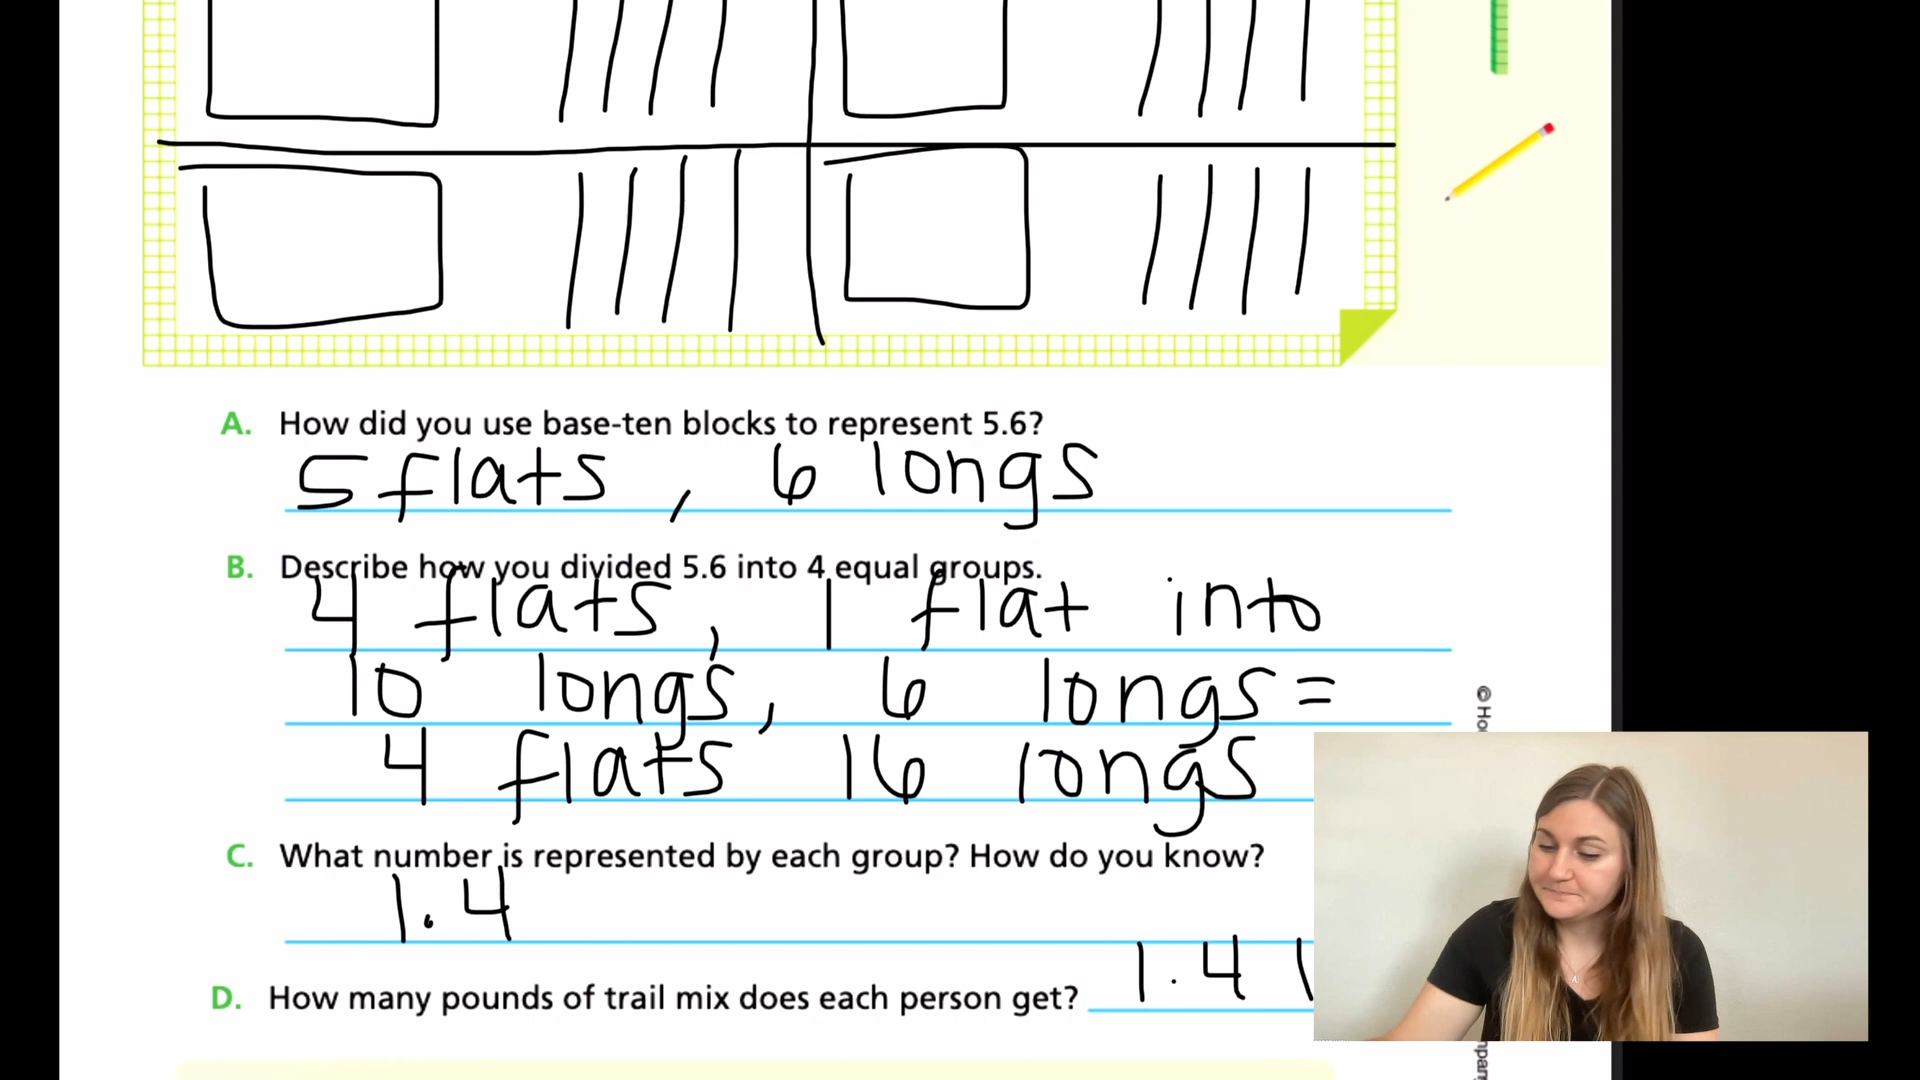 A. How did you use base-ten blocks to represent 5.6?
5 flats, 6 longs
B. Describe how you divided 5.6 into 4 equal groups.
4 flats, 1 flat into
10 longs, 6 longs =
4 flats 16 longs
C. What number is represented by each group? How do you know?
1.4
D. How many pounds of trail mix does each person get? 1.4
©